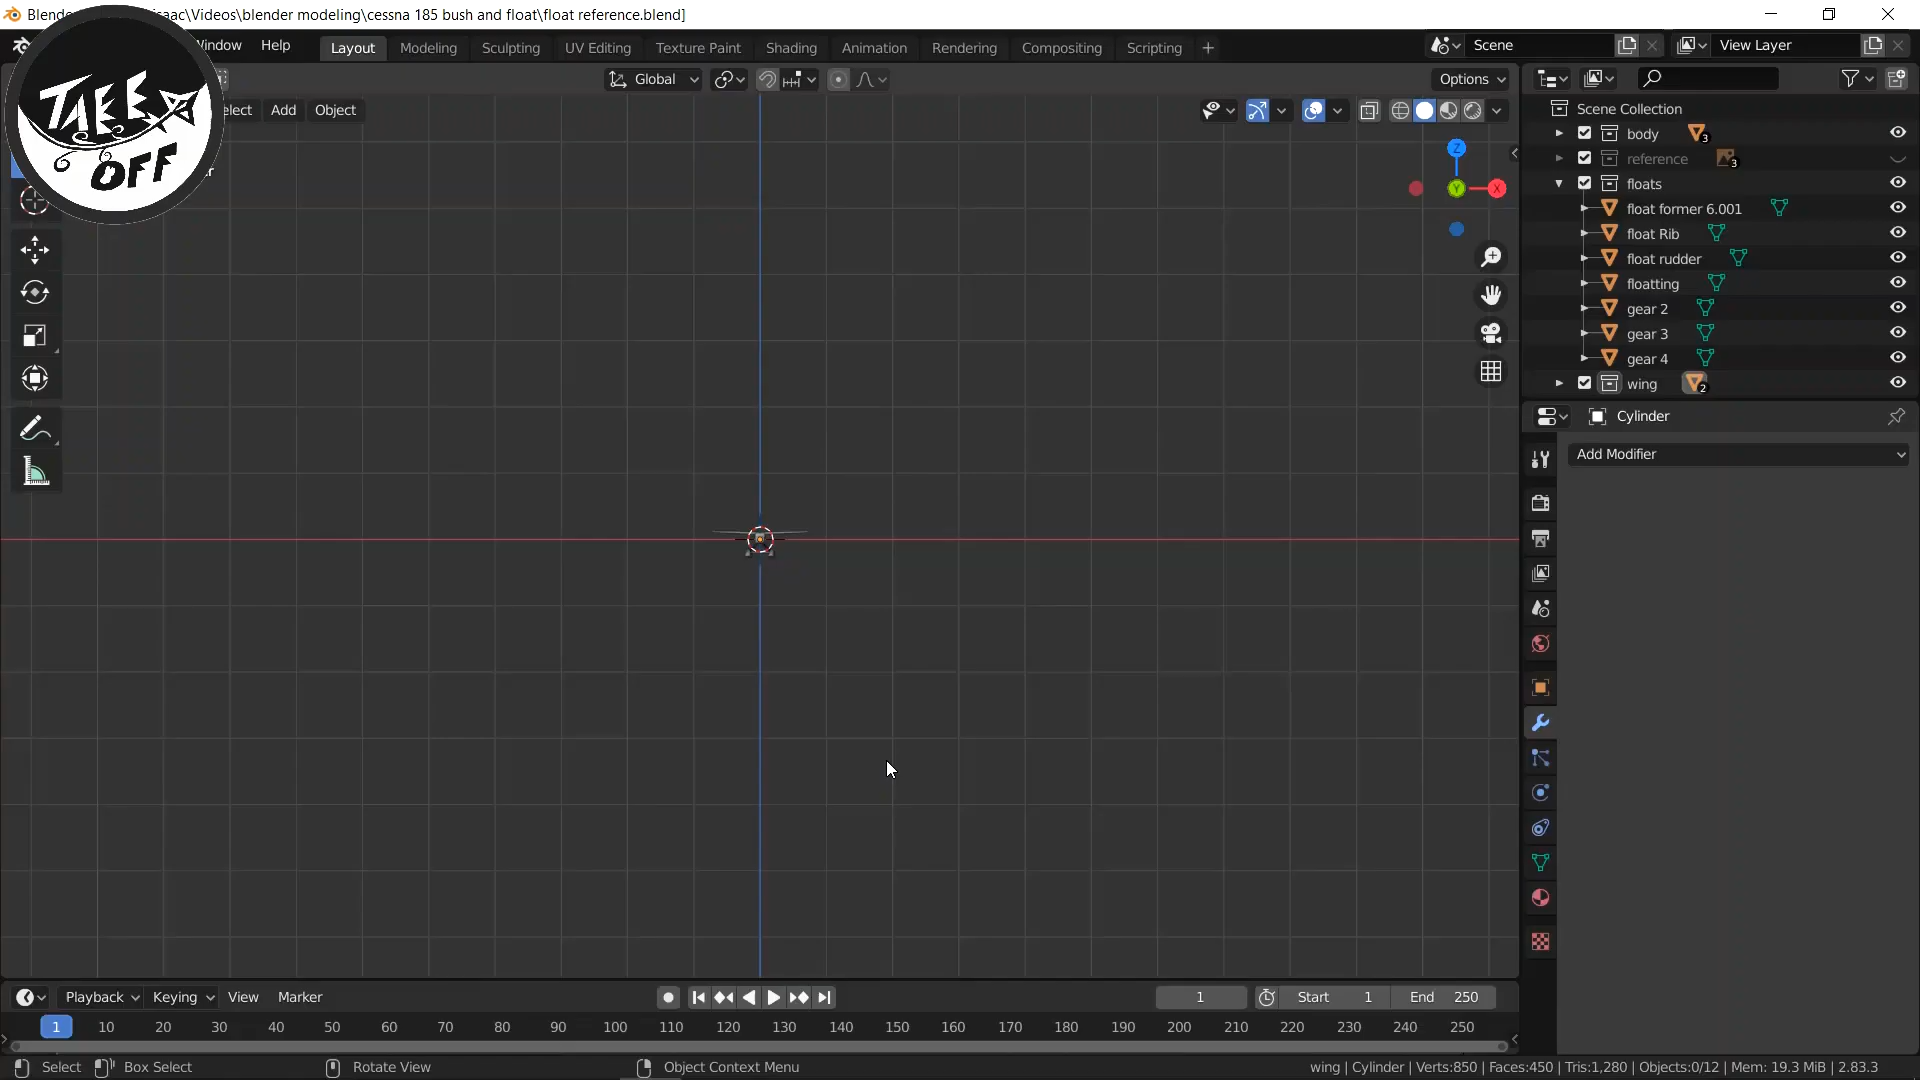 Blende
saac\Videos\blender modeling\cessna 185 bush and float\float reference.blend]
TAEE OFF
Window Help Layout Modeling Sculpting UV Editing Texture Paint Shading Animation Rendering Compositing Scripting + Scene View Layer
Global Options
elect Add Object
Z
Y X
Scene Collection
body 3
reference 3
floats
float former 6.001
float Rib
float rudder
floatting
gear 2
gear 3
gear 4
wing 2
Cylinder
Add Modifier
Playback Keying View Marker 1 Start 1 End 250
1 10 20 30 40 50 60 70 80 90 100 110 120 130 140 150 160 170 180 190 200 210 220 230 240 250
Select Box Select Rotate View Object Context Menu wing | Cylinder | Verts:850 | Faces:450 | Tris:1,280 | Objects:0/12 | Mem: 19.3 MiB | 2.83.3